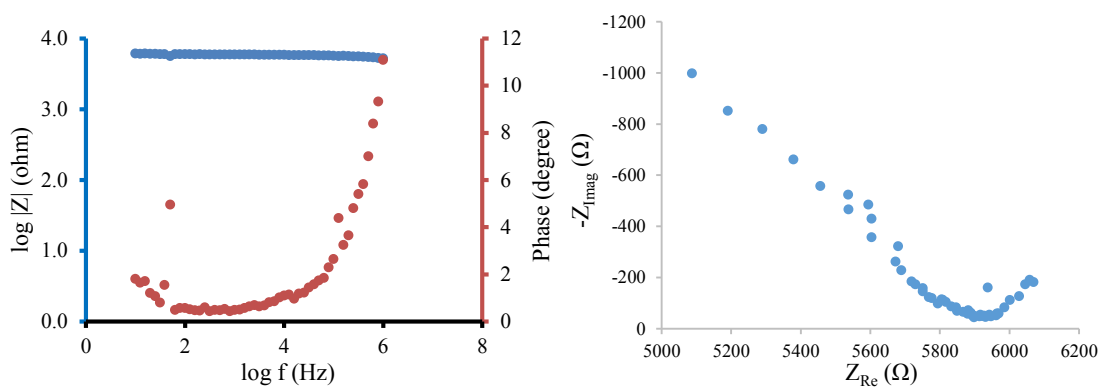 4.0
3.0
2.0
1.0
0.0
log |Z| (ohm)
12
10
8
6
4
2
0
Phase (degree)
0 2 4 6 8
log f (Hz)
-1200
-1000
-800
-600
-400
-200
0
-Z_Imag (Ω)
5000 5200 5400 5600 5800 6000 6200
Z_Re (Ω)